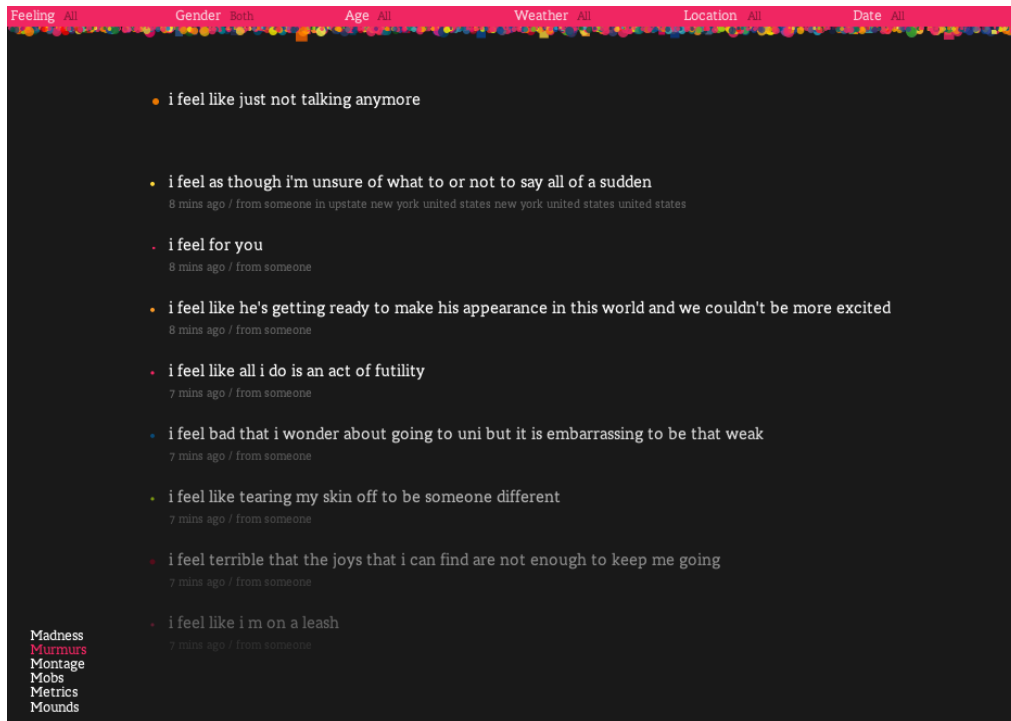 Feeling All Gender Both Age All Weather All Location All Date All
i feel like just not talking anymore
i feel as though i'm unsure of what to or not to say all of a sudden
8 mins ago / from someone in upstate new york united states new york united states united states
i feel for you
8 mins ago / from someone
i feel like he's getting ready to make his appearance in this world and we couldn't be more excited
8 mins ago / from someone
i feel like all i do is an act of futility
7 mins ago / from someone
i feel bad that i wonder about going to uni but it is embarrassing to be that weak
7 mins ago / from someone
i feel like tearing my skin off to be someone different
7 mins ago / from someone
i feel terrible that the joys that i can find are not enough to keep me going
7 mins ago / from someone
i feel like i m on a leash
7 mins ago / from someone
Madness
Murmurs
Montage
Mobs
Metrics
Mounds